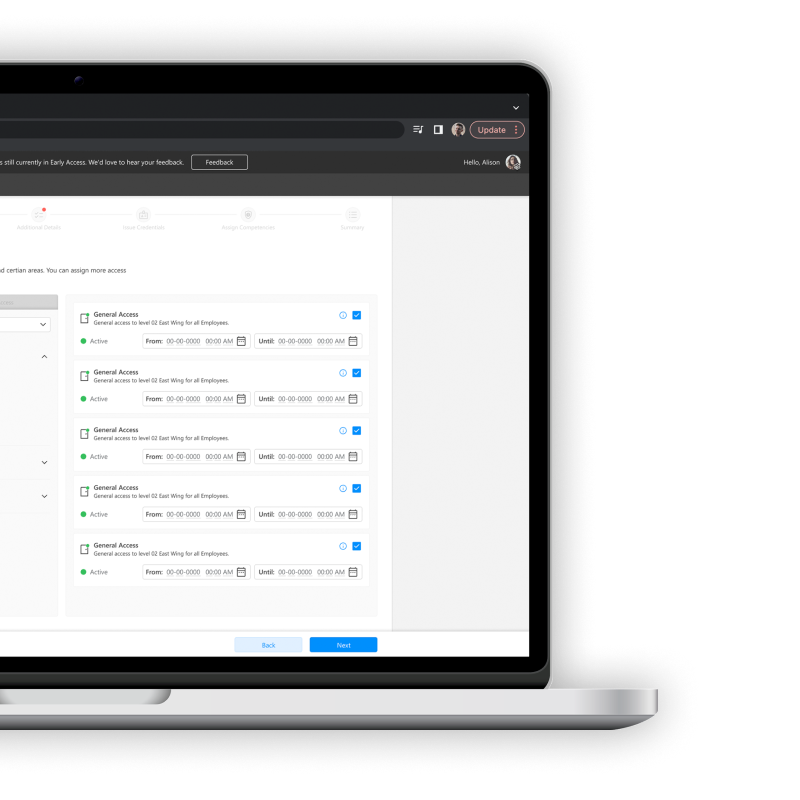 Update
s still currently in Early Access. We'd love to hear your feedback. Feedback
Hello, Alison
Additional Details Issue Credentials Assign Competencies Summary
d certian areas. You can assign more access
General Access
General access to level 02 East Wing for all Employees.
Active From: 00-00-0000 00:00 AM Until: 00-00-0000 00:00 AM
General Access
General access to level 02 East Wing for all Employees.
Active From: 00-00-0000 00:00 AM Until: 00-00-0000 00:00 AM
General Access
General access to level 02 East Wing for all Employees.
Active From: 00-00-0000 00:00 AM Until: 00-00-0000 00:00 AM
General Access
General access to level 02 East Wing for all Employees.
Active From: 00-00-0000 00:00 AM Until: 00-00-0000 00:00 AM
General Access
General access to level 02 East Wing for all Employees.
Active From: 00-00-0000 00:00 AM Until: 00-00-0000 00:00 AM
Back Next